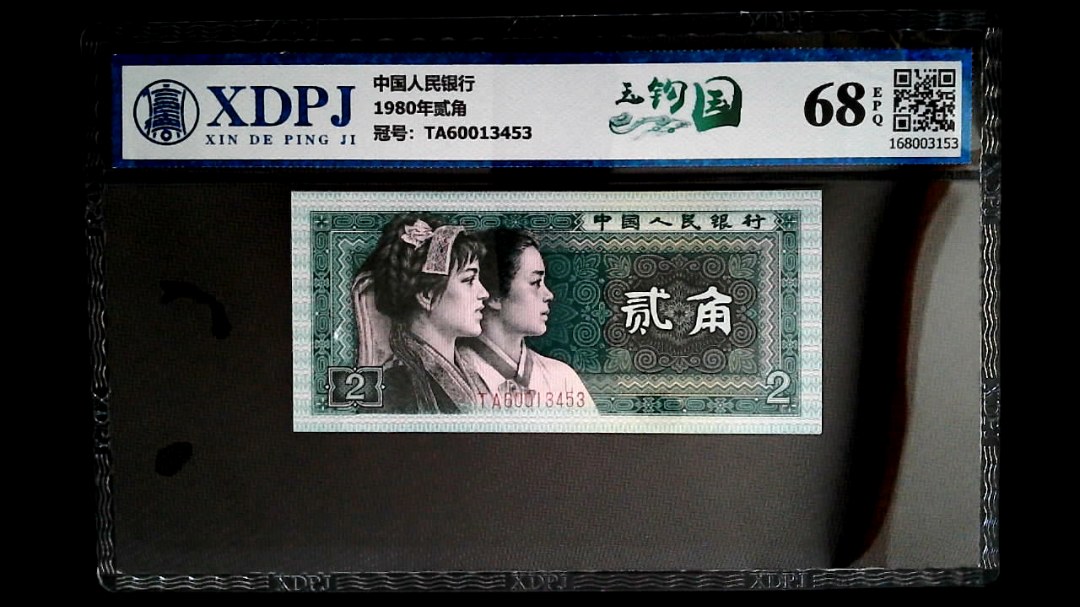 XDPJ
XIN DE PING JI
中国人民银行
1980年贰角
冠号：TA60013453
玉钩国
68
EPQ
168003153
中国人民银行
贰角
2
2
TA60013453
XDPJ
XDPJ
XDPJ